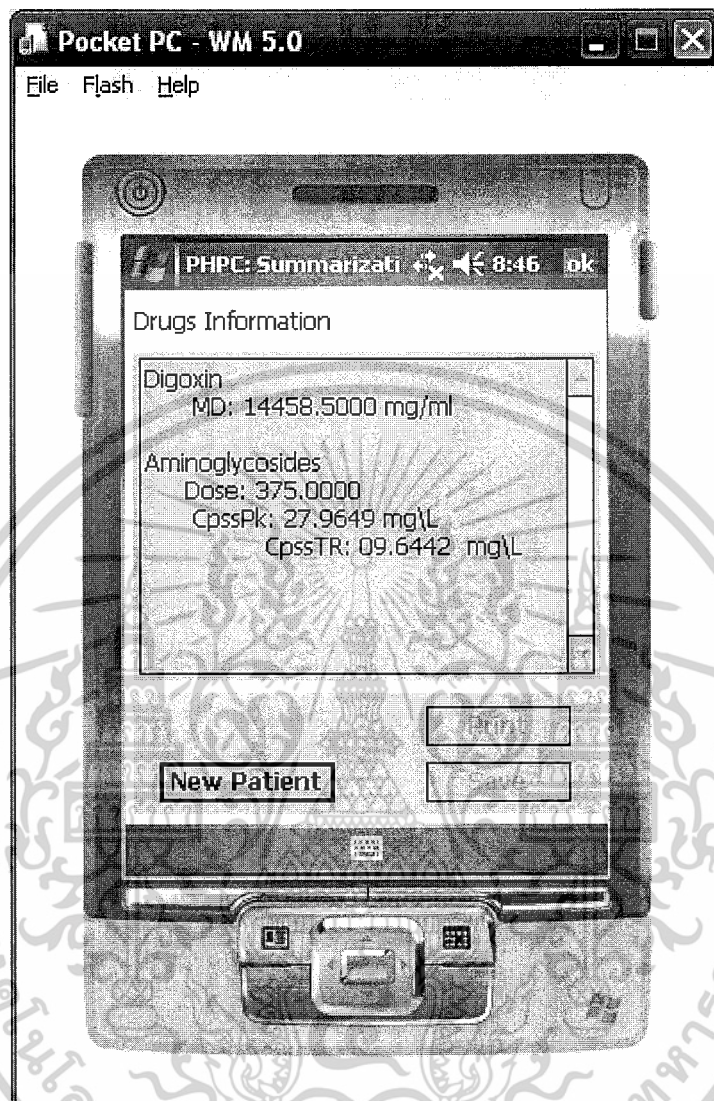 Pocket PC - WM 5.0
File Flash Help
PHPC: Summarizati 8:46 ok
Drugs Information
Digoxin
MD: 14458.5000 mg/ml
Aminoglycosides
Dose: 375.0000
CpssPk: 27.9649 mg\L
CpssTR: 09.6442 mg\L
Print
New Patient
Save